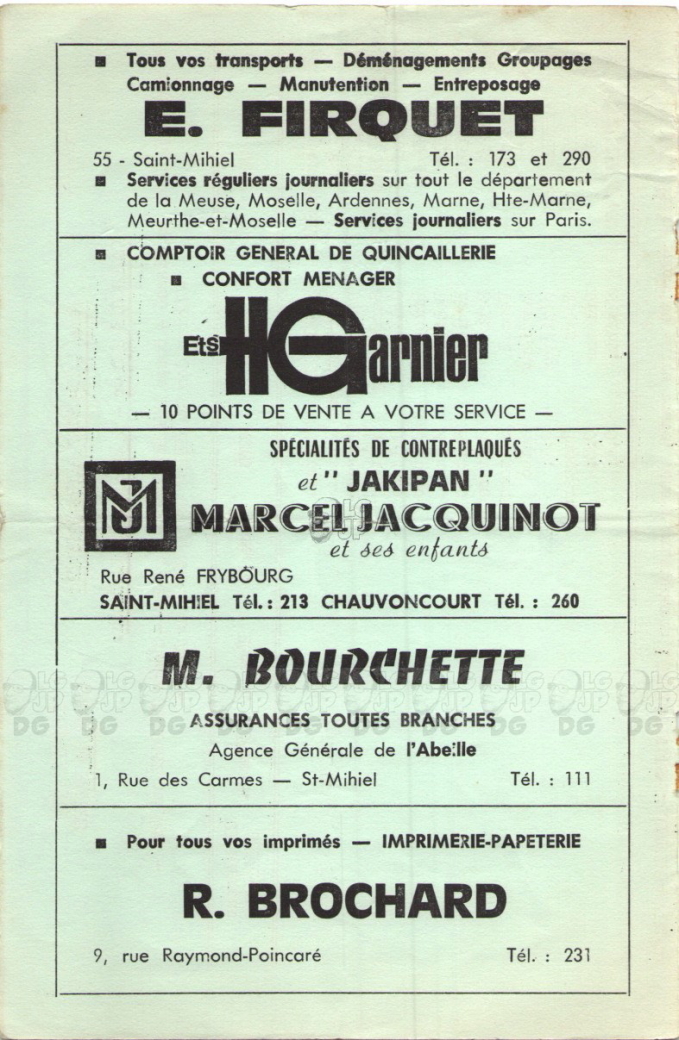 Tous vos transports — Déménagements Groupages
Camionnage — Manutention — Entreposage
E. FIRQUET
55 - Saint-Mihiel Tél. : 173 et 290
Services réguliers journaliers sur tout le département
de la Meuse, Moselle, Ardennes, Marne, Hte-Marne,
Meurthe-et-Moselle — Services journaliers sur Paris.
COMPTOIR GENERAL DE QUINCAILLERIE
CONFORT MENAGER
Ets H Garnier
— 10 POINTS DE VENTE A VOTRE SERVICE —
SPÉCIALITÉS DE CONTREPLAQUÉS
et " JAKIPAN "
MJ MARCEL JACQUINOT
et ses enfants
Rue René FRYBOURG
SAINT-MIHIEL Tél. : 213 CHAUVONCOURT Tél. : 260
M. BOURCHETTE
ASSURANCES TOUTES BRANCHES
Agence Générale de l'Abeille
1, Rue des Carmes — St-Mihiel Tél. : 111
Pour tous vos imprimés — IMPRIMERIE-PAPETERIE
R. BROCHARD
9, rue Raymond-Poincaré Tél. : 231